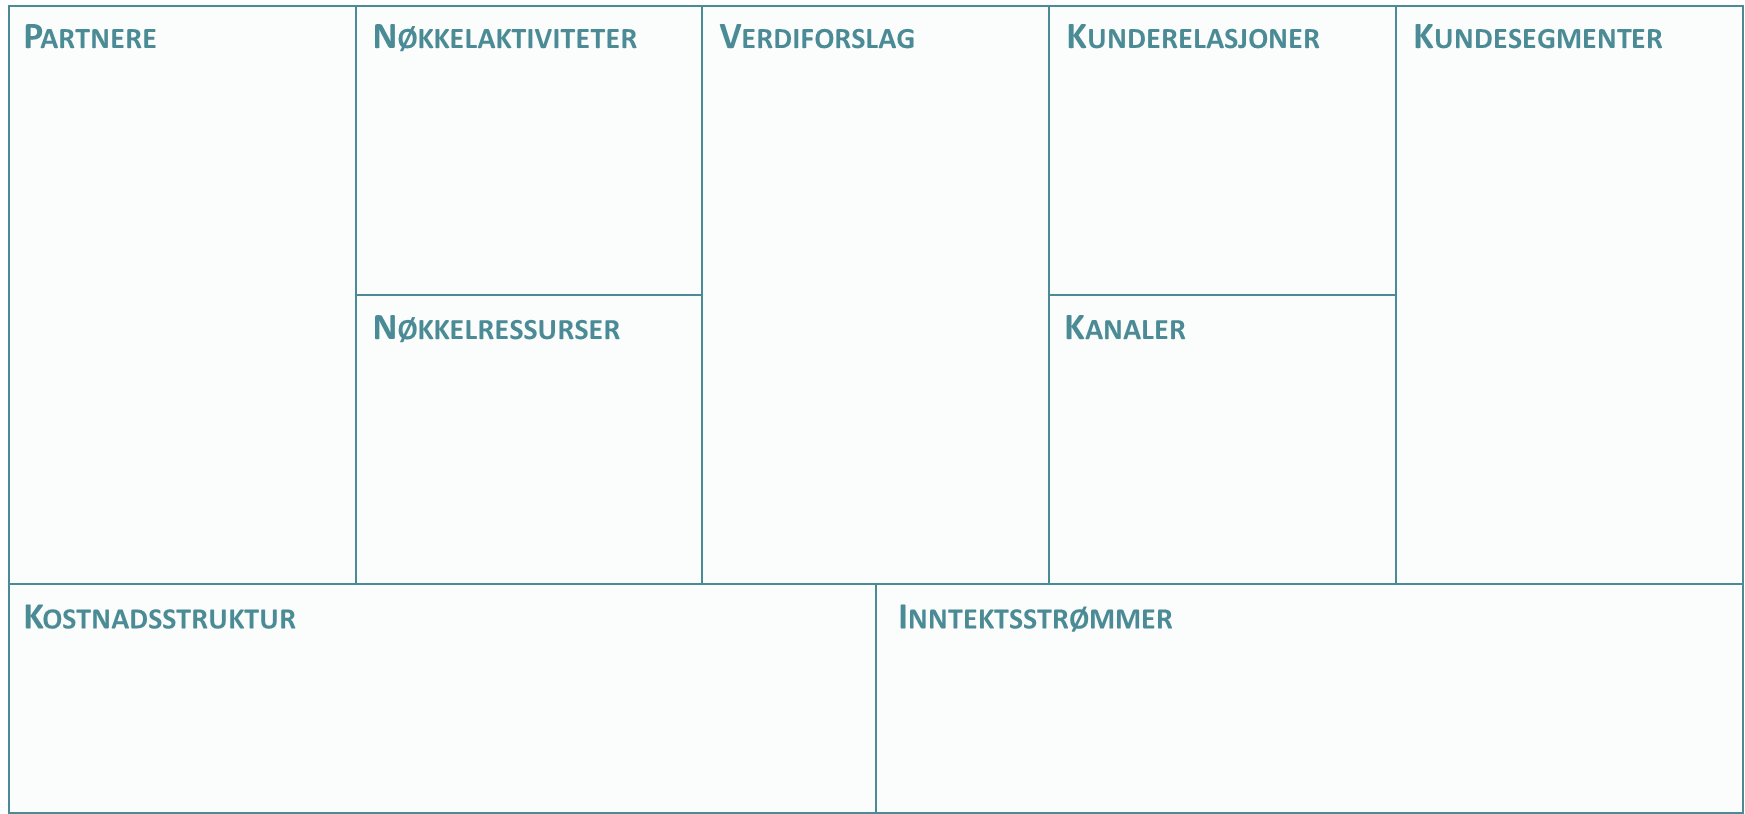 PARTNERE
NØKKELAKTIVITETER
VERDIFORSLAG
KUNDERELASJONER
KUNDESEGMENTER
NØKKELRESSURSER
KANALER
KOSTNADSSTRUKTUR
INNTEKTSSTRØMMER